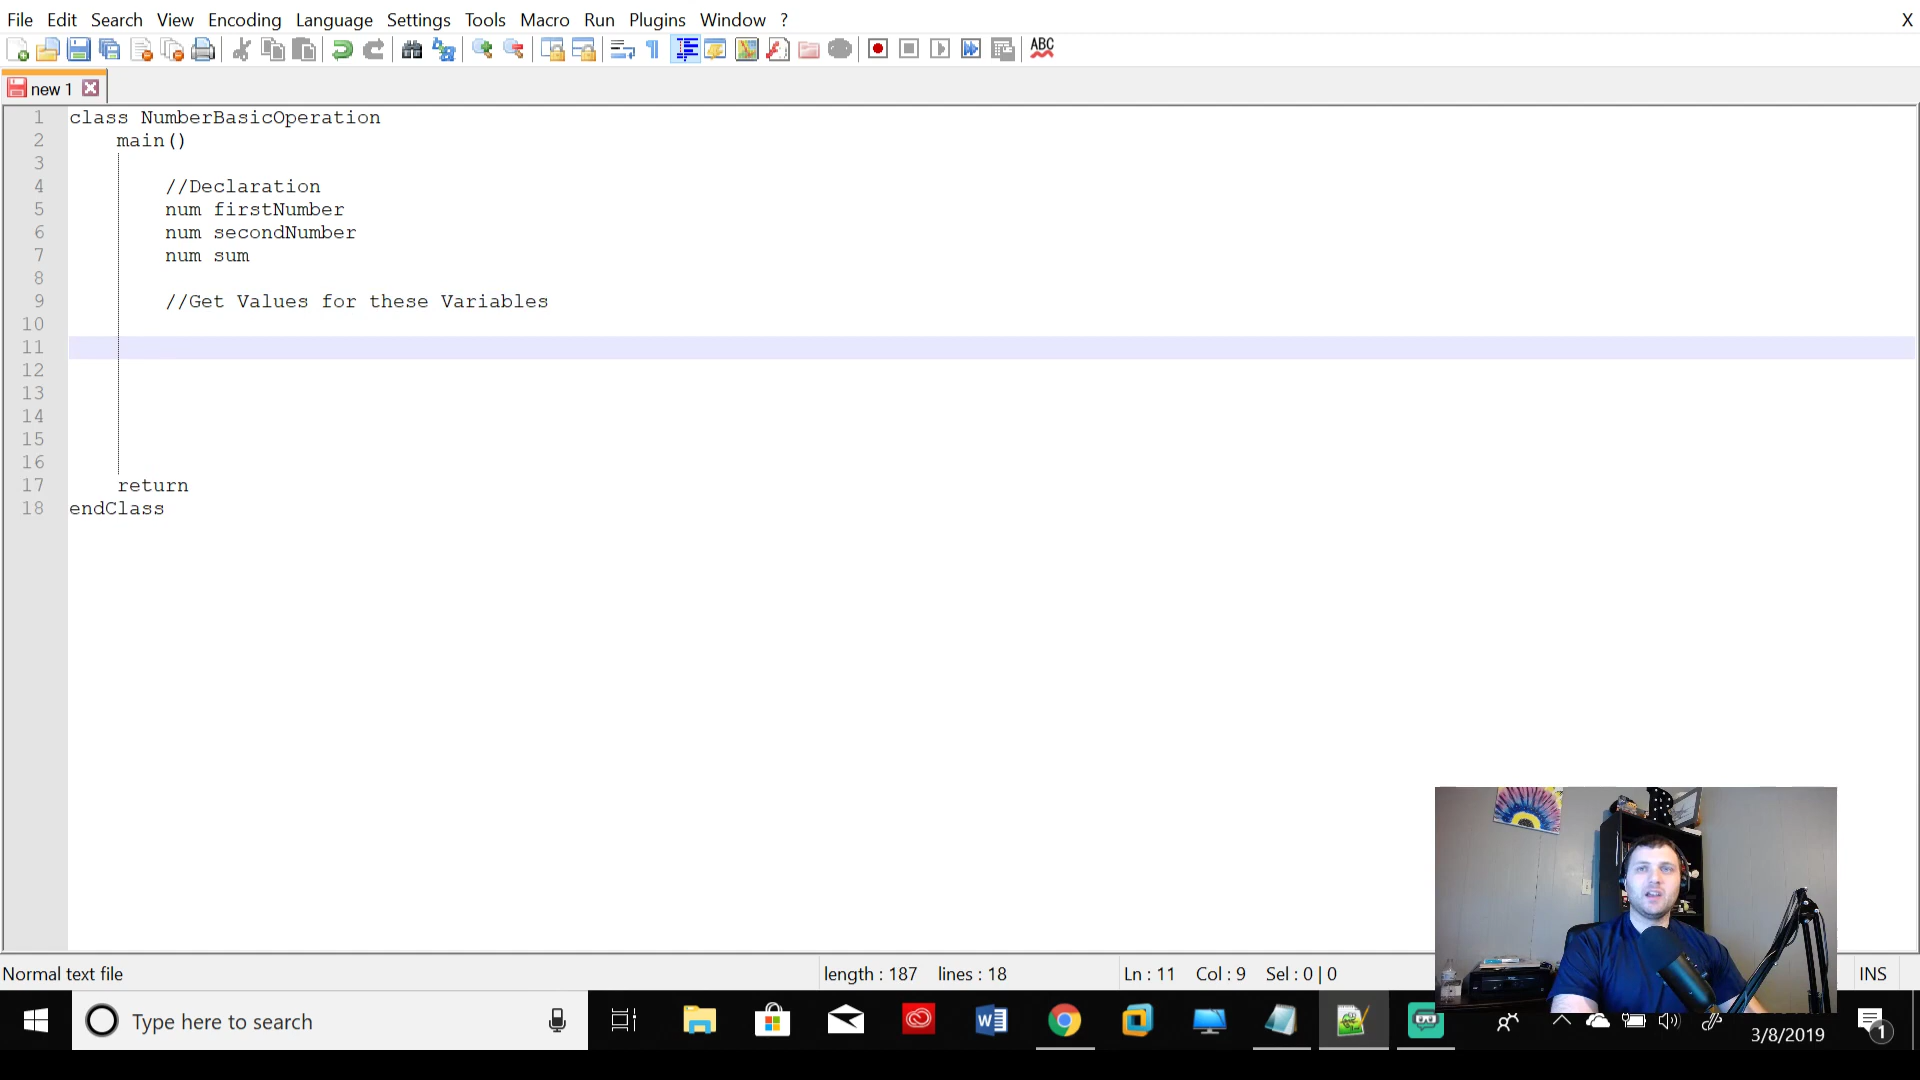 File Edit Search View Encoding Language Settings Tools Macro Run Plugins Window ? X
ABC
new 1
1 class NumberBasicOperation
2 main()
3
4 //Declaration
5 num firstNumber
6 num secondNumber
7 num sum
8
9 //Get Values for these Variables
10
11
12
13
14
15
16
17 return
18 endClass
Normal text file length : 187 lines : 18 Ln : 11 Col : 9 Sel : 0 | 0 INS
Type here to search
3/8/2019
1